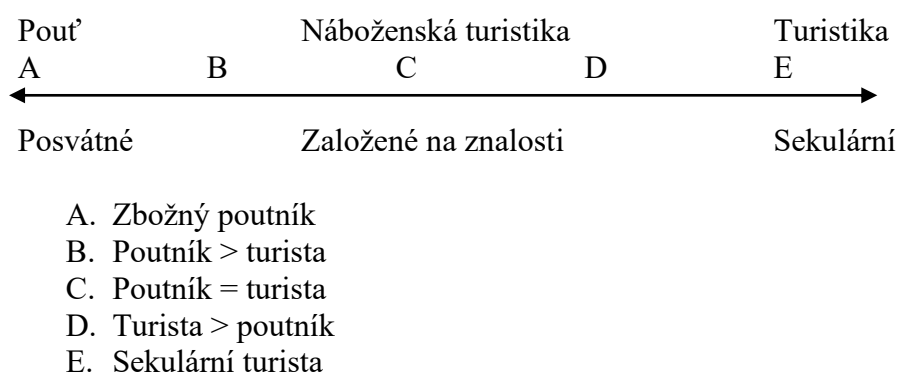 Pouť Náboženská turistika Turistika
A B C D E
Posvátné Založené na znalosti Sekulární
A. Zbožný poutník
B. Poutník > turista
C. Poutník = turista
D. Turista > poutník
E. Sekulární turista